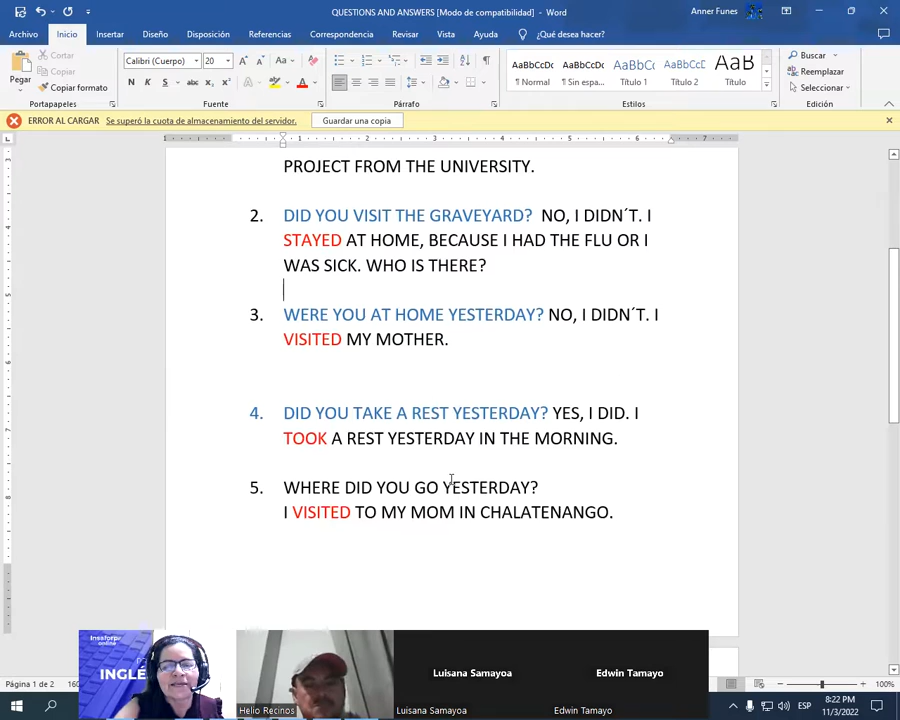 QUESTIONS AND ANSWERS [Modo de compatibilidad] - Word
Anner Funes
Archivo Inicio Insertar Diseño Disposición Referencias Correspondencia Revisar Vista Ayuda ¿Qué desea hacer?
Pegar
Cortar
Copiar
Copiar formato
Portapapeles
Calibri (Cuerpo) 20
Fuente
Párrafo
AaBbCcDc AaBbCcDc AaBbCc AaBbCcC AaB
¶ Normal ¶ Sin espa... Título 1 Título 2 Título
Estilos
Buscar
Reemplazar
Seleccionar
Edición
ERROR AL CARGAR Se superó la cuota de almacenamiento del servidor. Guardar una copia
PROJECT FROM THE UNIVERSITY.
2. DID YOU VISIT THE GRAVEYARD? NO, I DIDN´T. I
STAYED AT HOME, BECAUSE I HAD THE FLU OR I
WAS SICK. WHO IS THERE?
3. WERE YOU AT HOME YESTERDAY? NO, I DIDN´T. I
VISITED MY MOTHER.
4. DID YOU TAKE A REST YESTERDAY? YES, I DID. I
TOOK A REST YESTERDAY IN THE MORNING.
5. WHERE DID YOU GO YESTERDAY?
I VISITED TO MY MOM IN CHALATENANGO.
Inssforp
online
INGLÉ
Helio Recinos
Luisana Samayoa
Luisana Samayoa
Edwin Tamayo
Edwin Tamayo
Página 1 de 2
100%
ESP
8:22 PM
11/3/2022